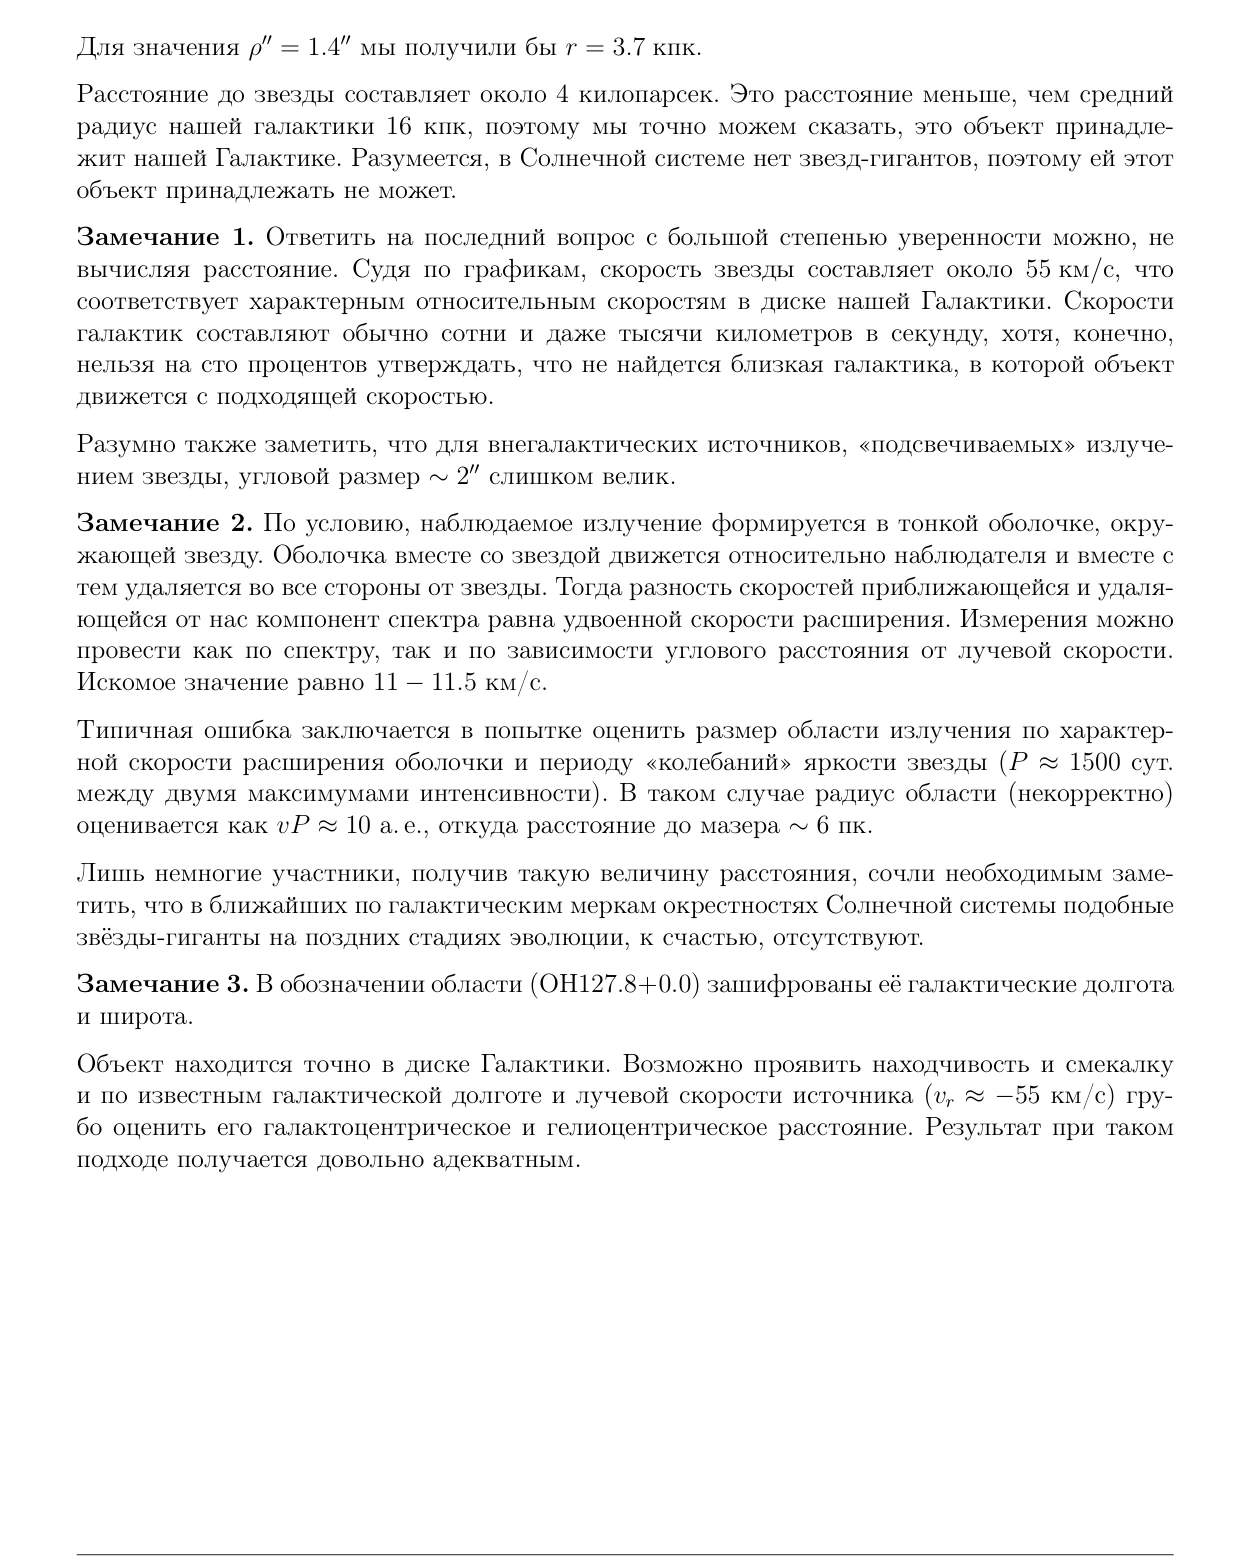 Для значения ρ″ = 1.4″ мы получили бы r = 3.7 кпк.
Расстояние до звезды составляет около 4 килопарсек. Это расстояние меньше, чем средний
радиус нашей галактики 16 кпк, поэтому мы точно можем сказать, это объект принадле-
жит нашей Галактике. Разумеется, в Солнечной системе нет звезд-гигантов, поэтому ей этот
объект принадлежать не может.
Замечание 1. Ответить на последний вопрос с большой степенью уверенности можно, не
вычисляя расстояние. Судя по графикам, скорость звезды составляет около 55 км/с, что
соответствует характерным относительным скоростям в диске нашей Галактики. Скорости
галактик составляют обычно сотни и даже тысячи километров в секунду, хотя, конечно,
нельзя на сто процентов утверждать, что не найдется близкая галактика, в которой объект
движется с подходящей скоростью.
Разумно также заметить, что для внегалактических источников, «подсвечиваемых» излуче-
нием звезды, угловой размер ∼ 2″ слишком велик.
Замечание 2. По условию, наблюдаемое излучение формируется в тонкой оболочке, окру-
жающей звезду. Оболочка вместе со звездой движется относительно наблюдателя и вместе с
тем удаляется во все стороны от звезды. Тогда разность скоростей приближающейся и удаля-
ющейся от нас компонент спектра равна удвоенной скорости расширения. Измерения можно
провести как по спектру, так и по зависимости углового расстояния от лучевой скорости.
Искомое значение равно 11 − 11.5 км/с.
Типичная ошибка заключается в попытке оценить размер области излучения по характер-
ной скорости расширения оболочки и периоду «колебаний» яркости звезды (P ≈ 1500 сут.
между двумя максимумами интенсивности). В таком случае радиус области (некорректно)
оценивается как vP ≈ 10 а. е., откуда расстояние до мазера ∼ 6 пк.
Лишь немногие участники, получив такую величину расстояния, сочли необходимым заме-
тить, что в ближайших по галактическим меркам окрестностях Солнечной системы подобные
звёзды-гиганты на поздних стадиях эволюции, к счастью, отсутствуют.
Замечание 3. В обозначении области (OH127.8+0.0) зашифрованы её галактические долгота
и широта.
Объект находится точно в диске Галактики. Возможно проявить находчивость и смекалку
и по известным галактической долготе и лучевой скорости источника (vᵣ ≈ −55 км/с) гру-
бо оценить его галактоцентрическое и гелиоцентрическое расстояние. Результат при таком
подходе получается довольно адекватным.